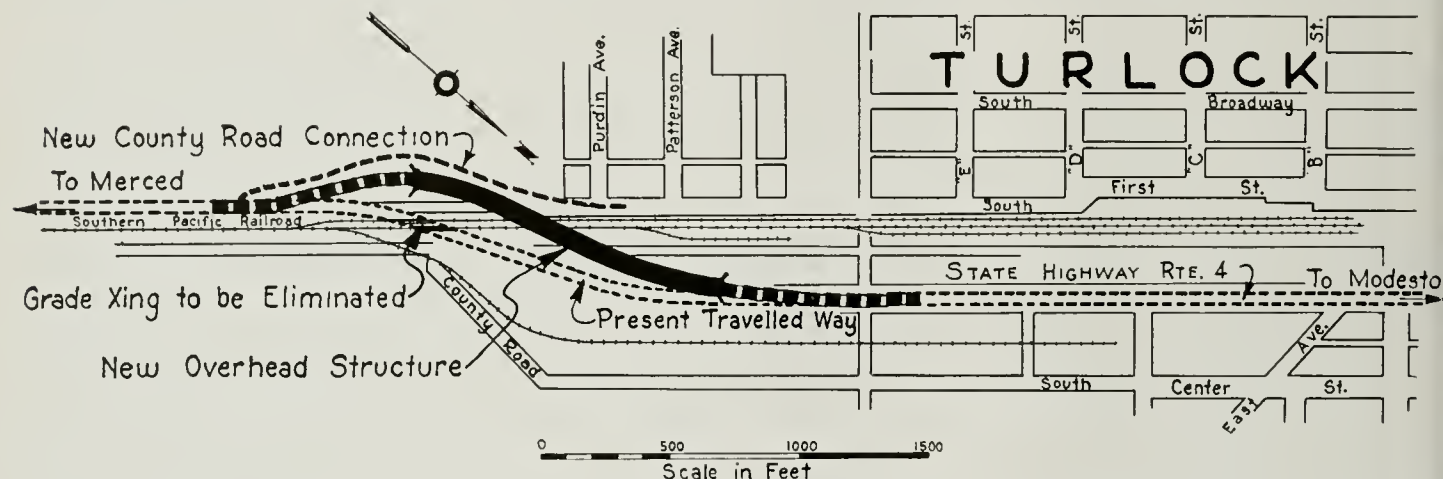 St.
St.
St.
St.
TURLOCK
Purdin Ave.
Patterson Ave.
South Broadway
New County Road Connection
"E"
"D"
"C"
"B"
To Merced
First St.
South
Southern Pacific Railroad
STATE HIGHWAY RTE. 4
To Modesto
Grade Xing to be Eliminated
County Road
Present Travelled Way
Ave.
New Overhead Structure
South Center St.
East
0 500 1000 1500
Scale in Feet